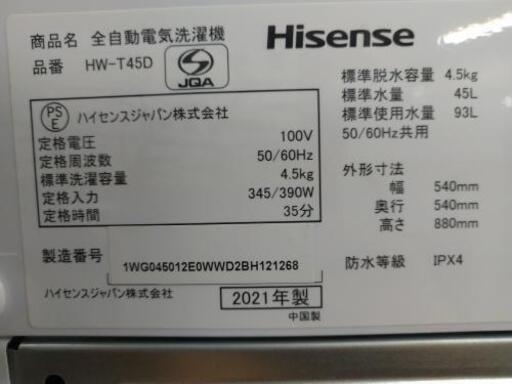 商品名 全自動電気洗濯機
品番 HW-T45D
JQA
Hisense
PS
E
ハイセンスジャパン株式会社
定格電圧 100V
定格周波数 50/60Hz
標準洗濯容量 4.5kg
定格入力 345/390W
定格時間 35分
製造番号 1WG045012E0WWD2BH121268
ハイセンスジャパン株式会社 2021年製
中国製
標準脱水容量 4.5kg
標準水量 45L
標準使用水量 93L
50/60Hz共用
外形寸法
幅 540mm
奥行 540mm
高さ 880mm
防水等級 IPX4